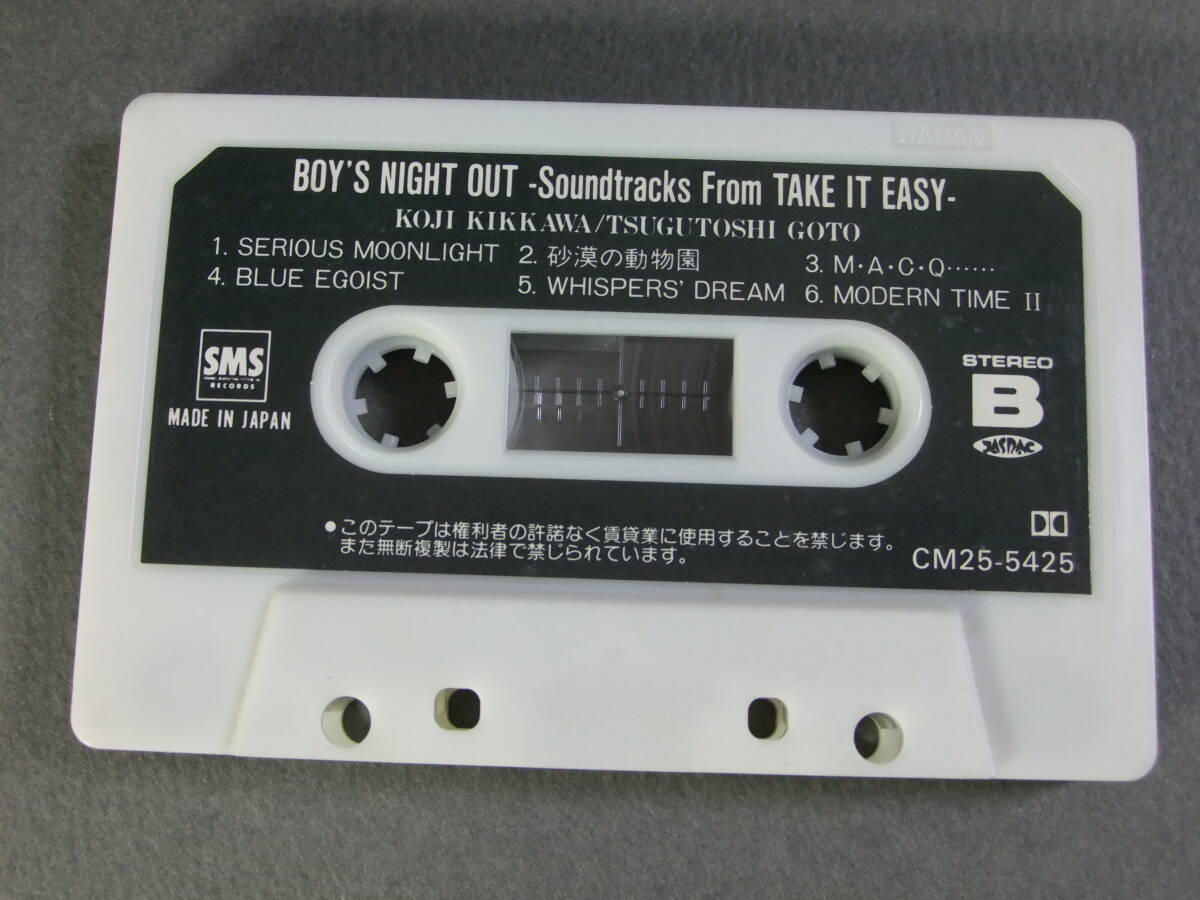 JAPAN
BOY'S NIGHT OUT -Soundtracks From TAKE IT EASY-
KOJI KIKKAWA/TSUGUTOSHI GOTO
1. SERIOUS MOONLIGHT 2. 砂漠の動物園 3. M・A・C・Q……
4. BLUE EGOIST 5. WHISPERS' DREAM 6. MODERN TIME II
SMS
RECORDS
MADE IN JAPAN
STEREO
B
JASRAC
●このテープは権利者の許諾なく賃貸業に使用することを禁じます。
また無断複製は法律で禁じられています。
CM25-5425